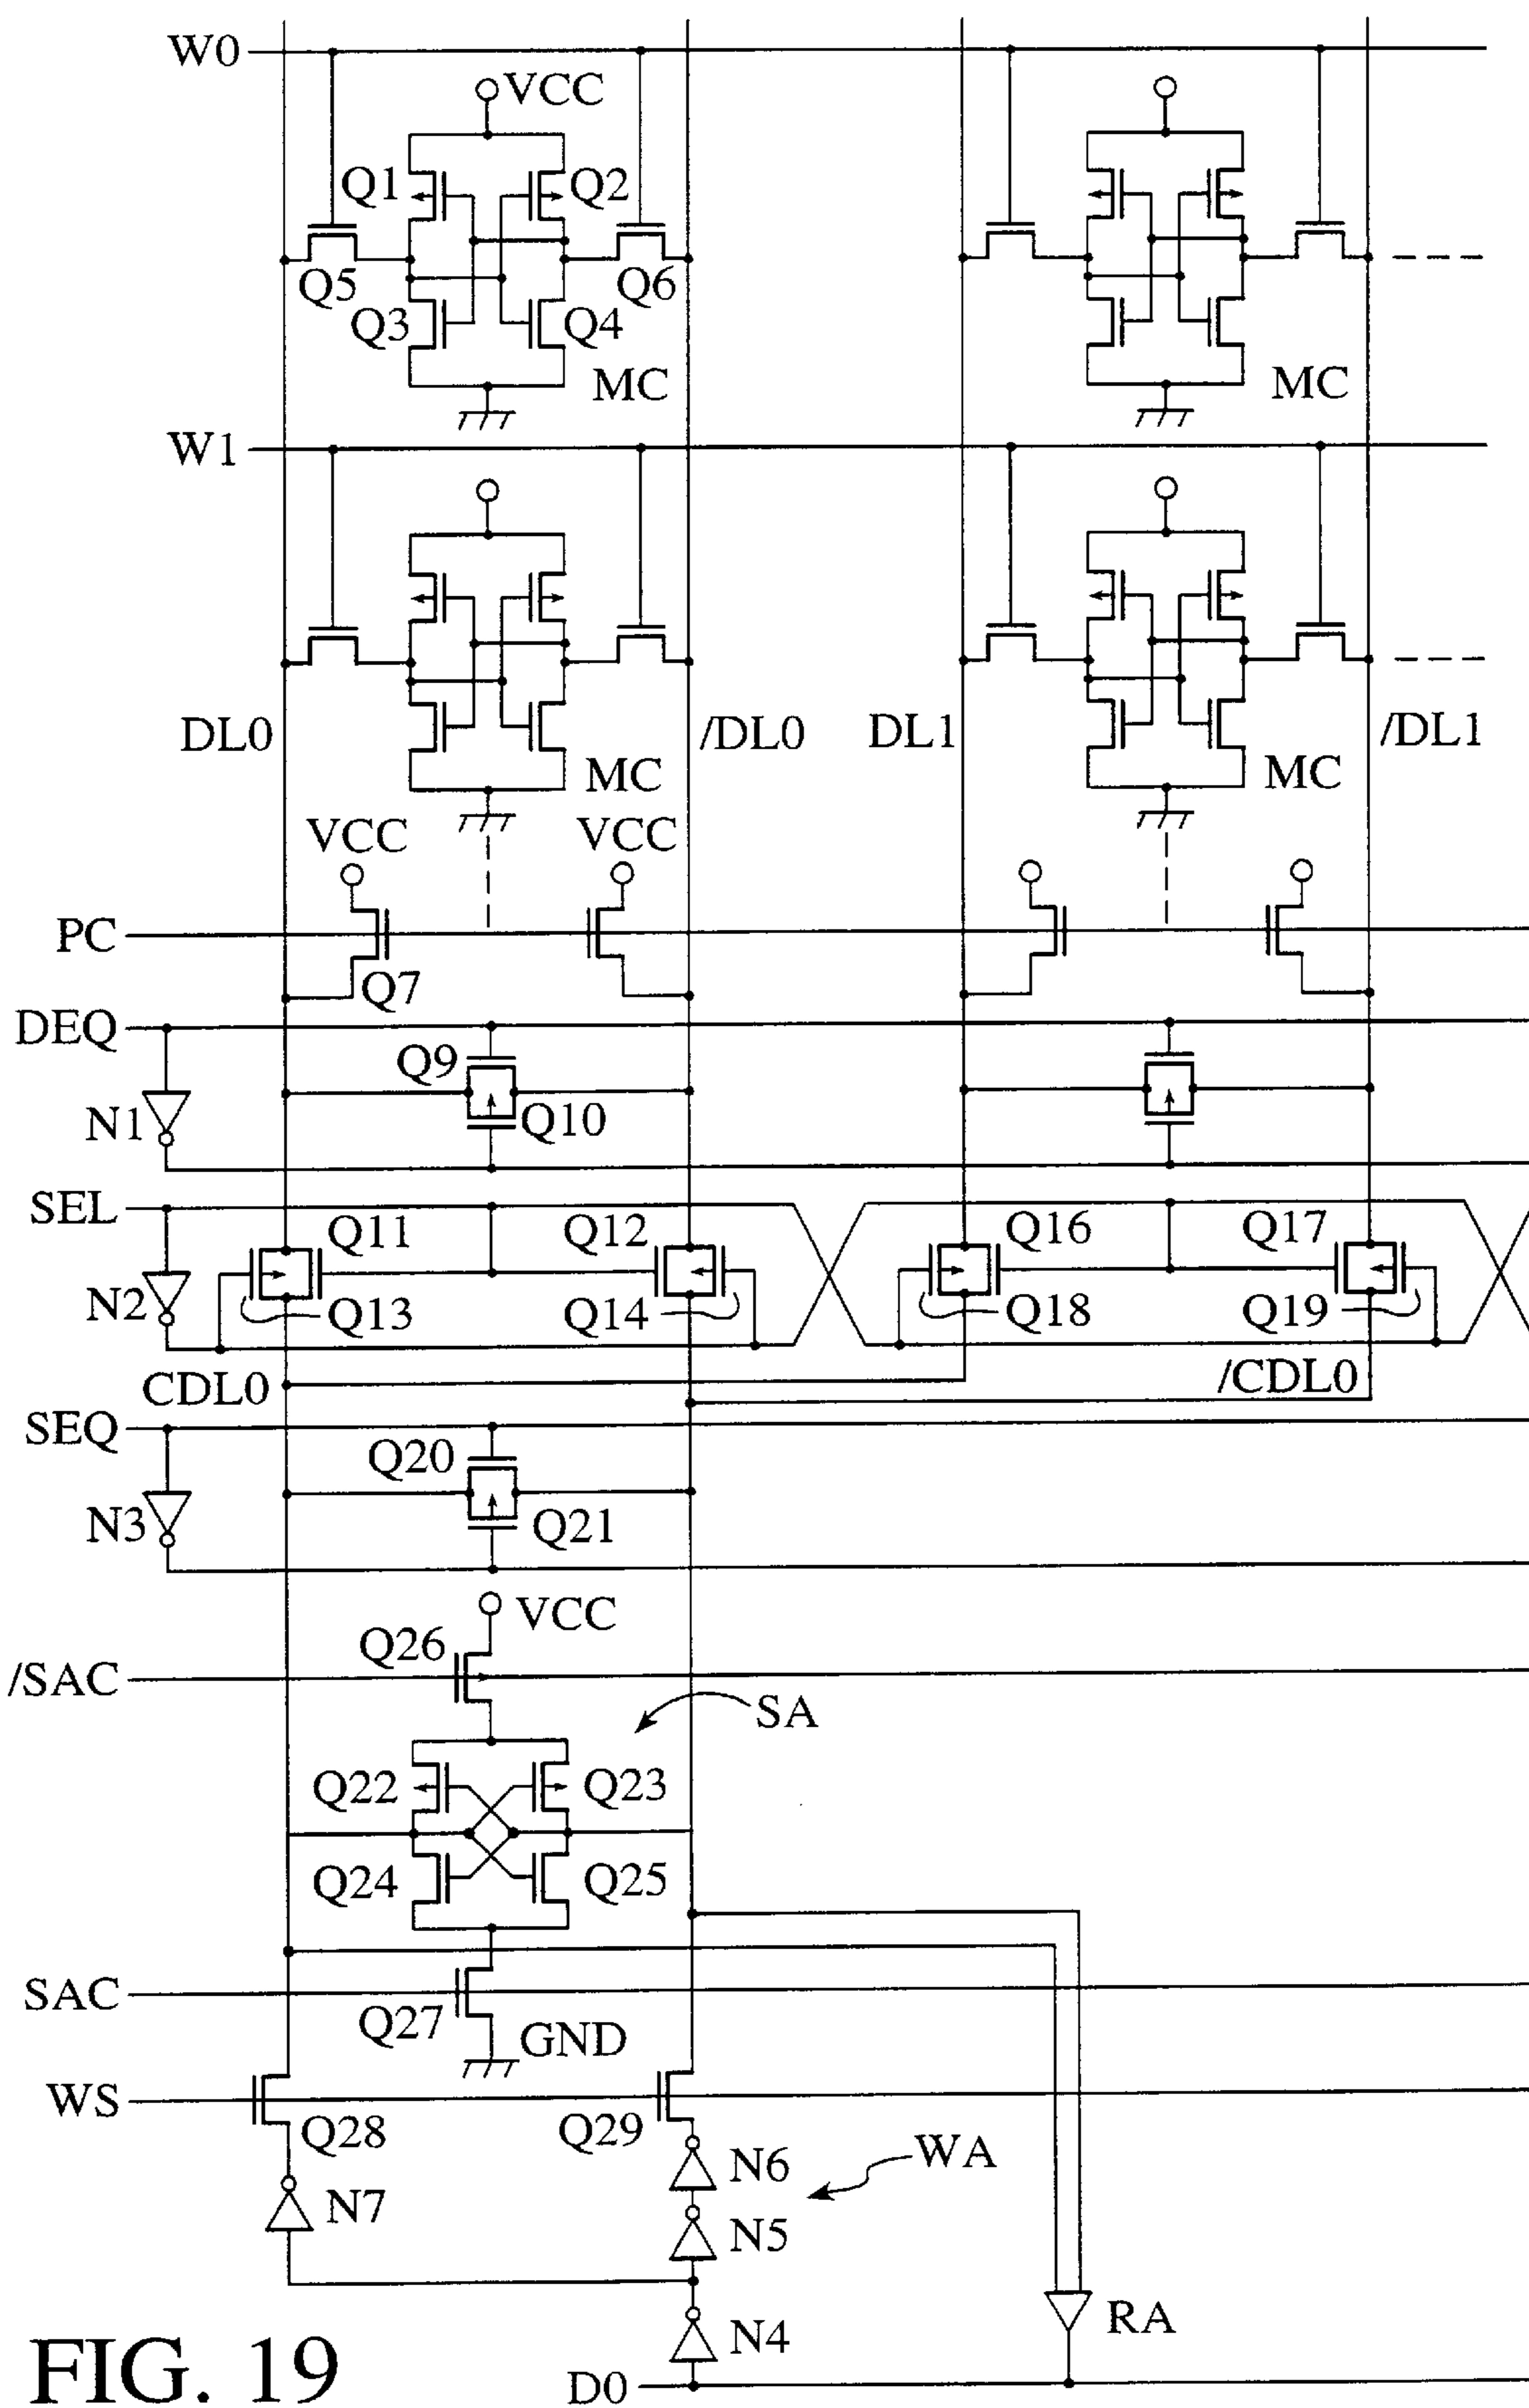 W0
VCC
Q1
Q2
Q5
Q6
Q3
Q4
MC
MC
W1
DL0
/DL0
DL1
/DL1
MC
MC
VCC
VCC
PC
Q7
DEQ
Q9
N1
Q10
SEL
Q11
Q12
Q16
Q17
N2
Q13
Q14
Q18
Q19
CDL0
/CDL0
SEQ
Q20
N3
Q21
VCC
Q26
/SAC
SA
Q22
Q23
Q24
Q25
SAC
Q27
GND
WS
Q28
Q29
WA
N6
N7
N5
RA
N4
FIG. 19
D0